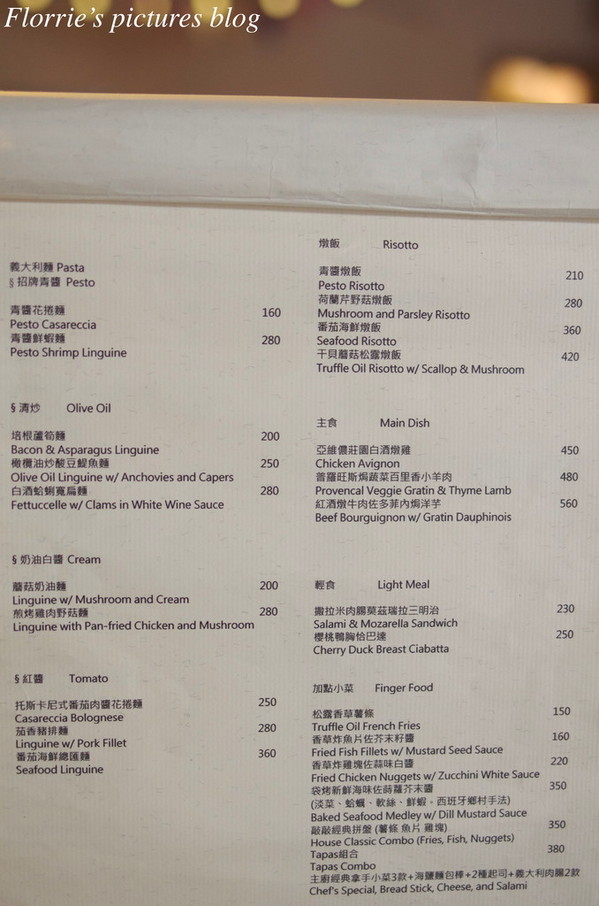 Florrie's pictures blog
義大利麵 Pasta
§ 招牌青醬 Pesto
青醬花捲麵 160
Pesto Casareccia
青醬鮮蝦麵 280
Pesto Shrimp Linguine
§ 清炒 Olive Oil
培根蘆筍麵 200
Bacon & Asparagus Linguine
橄欖油炒酸豆鯷魚麵 250
Olive Oil Linguine w/ Anchovies and Capers
白酒蛤蜊寬扁麵 280
Fettuccelle w/ Clams in White Wine Sauce
§ 奶油白醬 Cream
蘑菇奶油麵 200
Linguine w/ Mushroom and Cream
煎烤雞肉野菇麵 280
Linguine with Pan-fried Chicken and Mushroom
§ 紅醬 Tomato
托斯卡尼式番茄肉醬花捲麵 250
Casareccia Bolognese
茄香豬排麵 280
Linguine w/ Pork Fillet
番茄海鮮總匯麵 360
Seafood Linguine
燉飯 Risotto
青醬燉飯 210
Pesto Risotto
荷蘭芹野菇燉飯 280
Mushroom and Parsley Risotto
番茄海鮮燉飯 360
Seafood Risotto
干貝蘑菇松露燉飯 420
Truffle Oil Risotto w/ Scallop & Mushroom
主食 Main Dish
亞維儂莊園白酒燉雞 450
Chicken Avignon
普羅旺斯焗蔬菜百里香小羊肉 480
Provencal Veggie Gratin & Thyme Lamb
紅酒燉牛肉佐多菲內焗洋芋 560
Beef Bourguignon w/ Gratin Dauphinois
輕食 Light Meal
撒拉米肉腸莫茲瑞拉三明治 230
Salami & Mozarella Sandwich
櫻桃鴨胸恰巴達 250
Cherry Duck Breast Ciabatta
加點小菜 Finger Food
松露香草薯條 150
Truffle Oil French Fries
香草炸魚片佐芥末籽醬 160
Fried Fish Fillets w/ Mustard Seed Sauce
香草炸雞塊佐蒜味白醬 220
Fried Chicken Nuggets w/ Zucchini White Sauce
袋烤新鮮海味佐蒔蘿芥末醬 350
(淡菜、蛤蠣、軟絲、鮮蝦。西班牙鄉村手法)
Baked Seafood Medley w/ Dill Mustard Sauce
敲敲經典拼盤 (薯條 魚片 雞塊) 350
House Classic Combo (Fries, Fish, Nuggets)
Tapas組合 380
Tapas Combo
主廚經典拿手小菜3款+海鹽麵包棒+2種起司+義大利肉腸2款
Chef's Special, Bread Stick, Cheese, and Salami